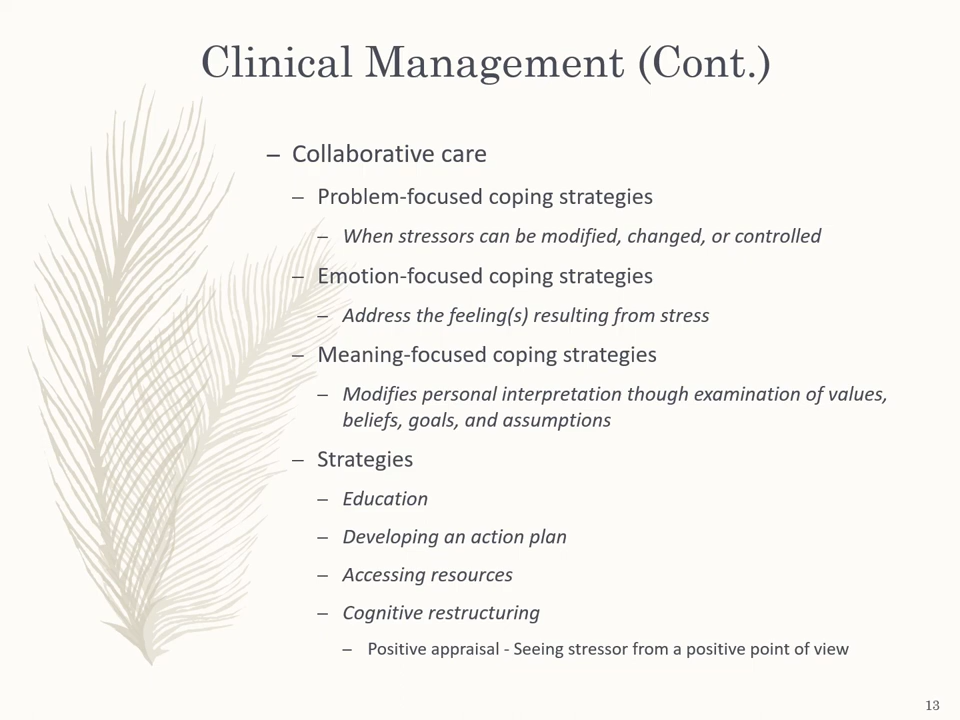 Clinical Management (Cont.)
– Collaborative care
– Problem-focused coping strategies
– When stressors can be modified, changed, or controlled
– Emotion-focused coping strategies
– Address the feeling(s) resulting from stress
– Meaning-focused coping strategies
– Modifies personal interpretation though examination of values,
beliefs, goals, and assumptions
– Strategies
– Education
– Developing an action plan
– Accessing resources
– Cognitive restructuring
– Positive appraisal - Seeing stressor from a positive point of view
13